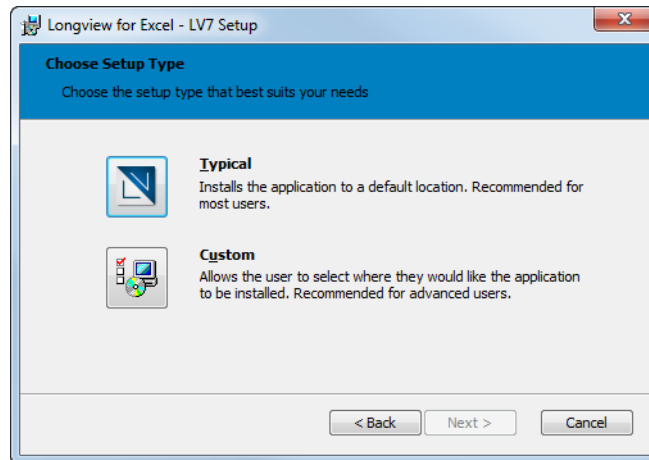 Longview for Excel - LV7 Setup
Choose Setup Type
Choose the setup type that best suits your needs
Typical
Installs the application to a default location. Recommended for
most users.
Custom
Allows the user to select where they would like the application
to be installed. Recommended for advanced users.
< Back Next > Cancel